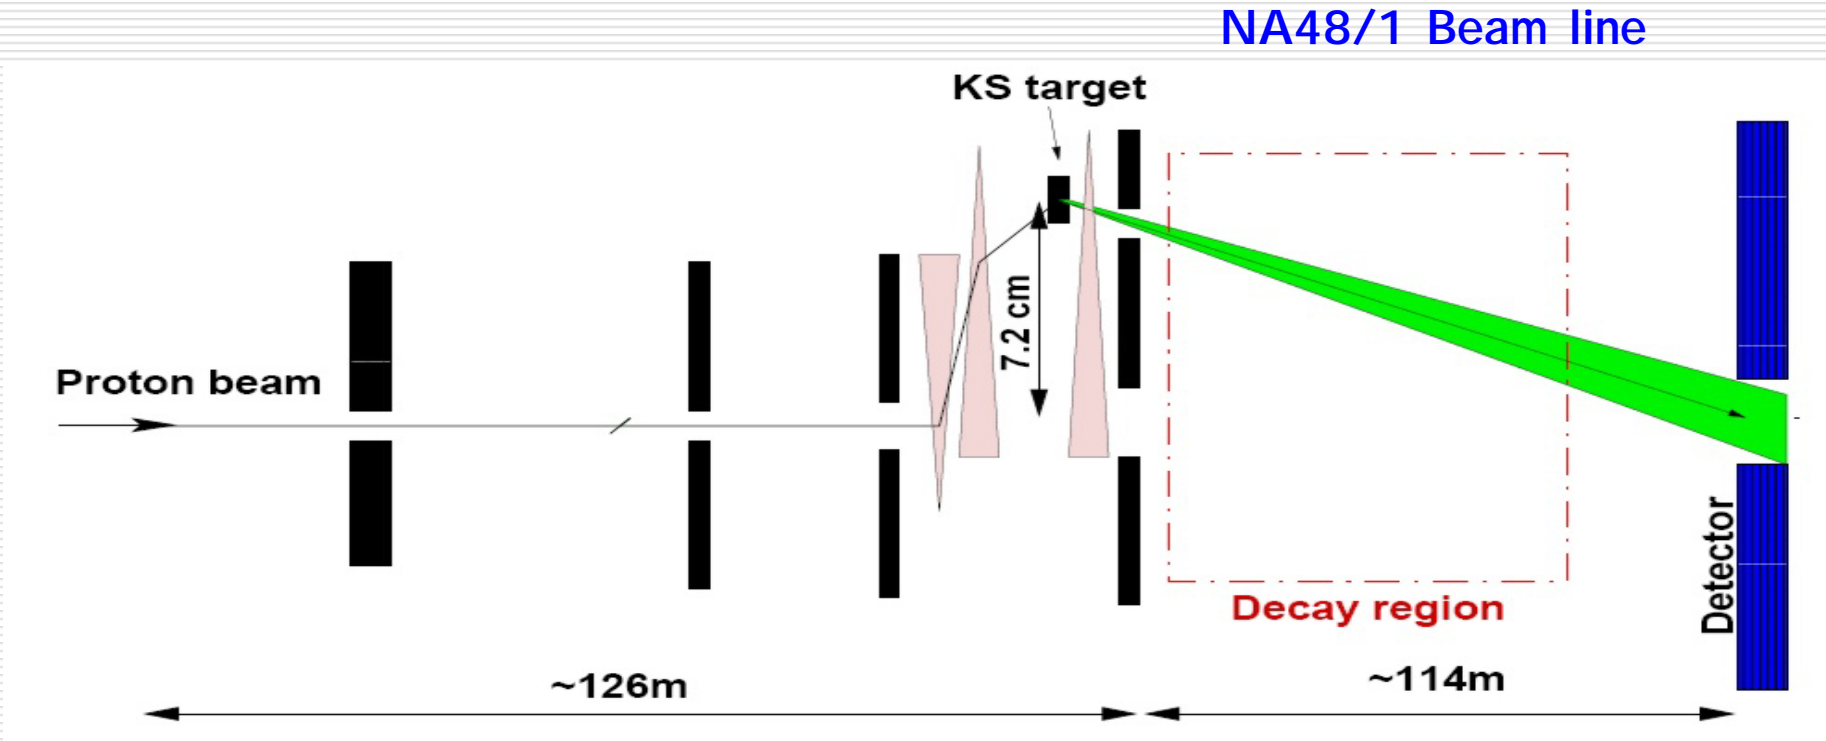 NA48/1 Beam line
KS target
7.2 cm
Proton beam
Detector
Decay region
~126m
~114m